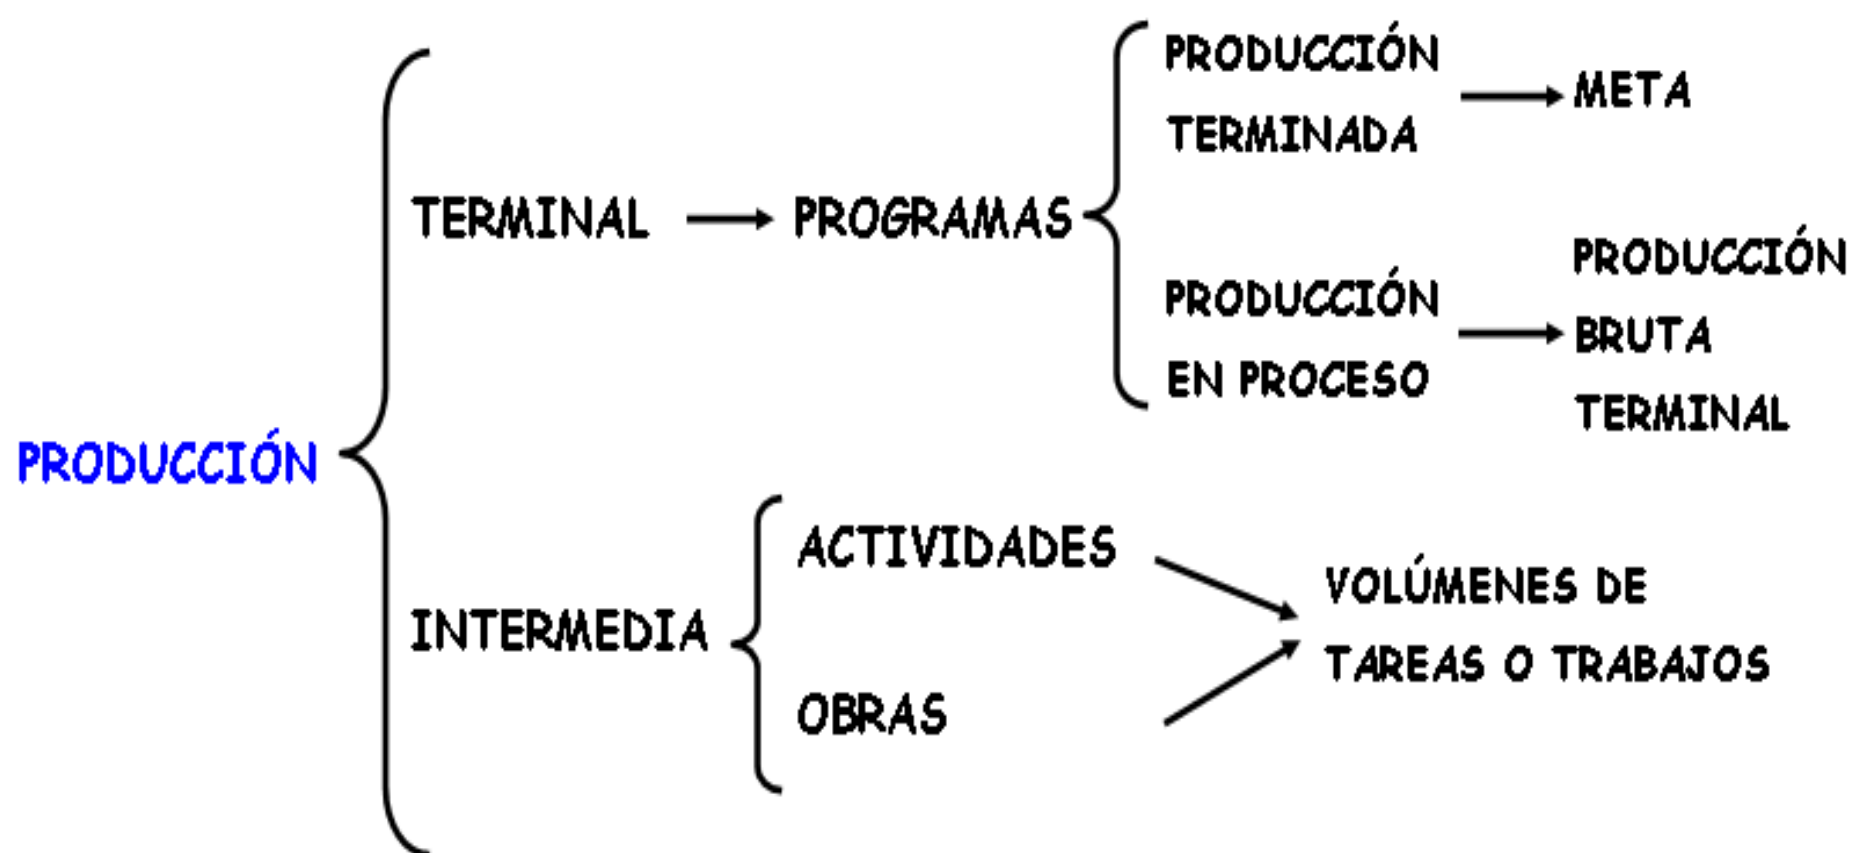 PRODUCCIÓN
TERMINAL
PROGRAMAS
PRODUCCIÓN
TERMINADA
META
PRODUCCIÓN
EN PROCESO
PRODUCCIÓN
BRUTA
TERMINAL
INTERMEDIA
ACTIVIDADES
OBRAS
VOLÚMENES DE
TAREAS O TRABAJOS